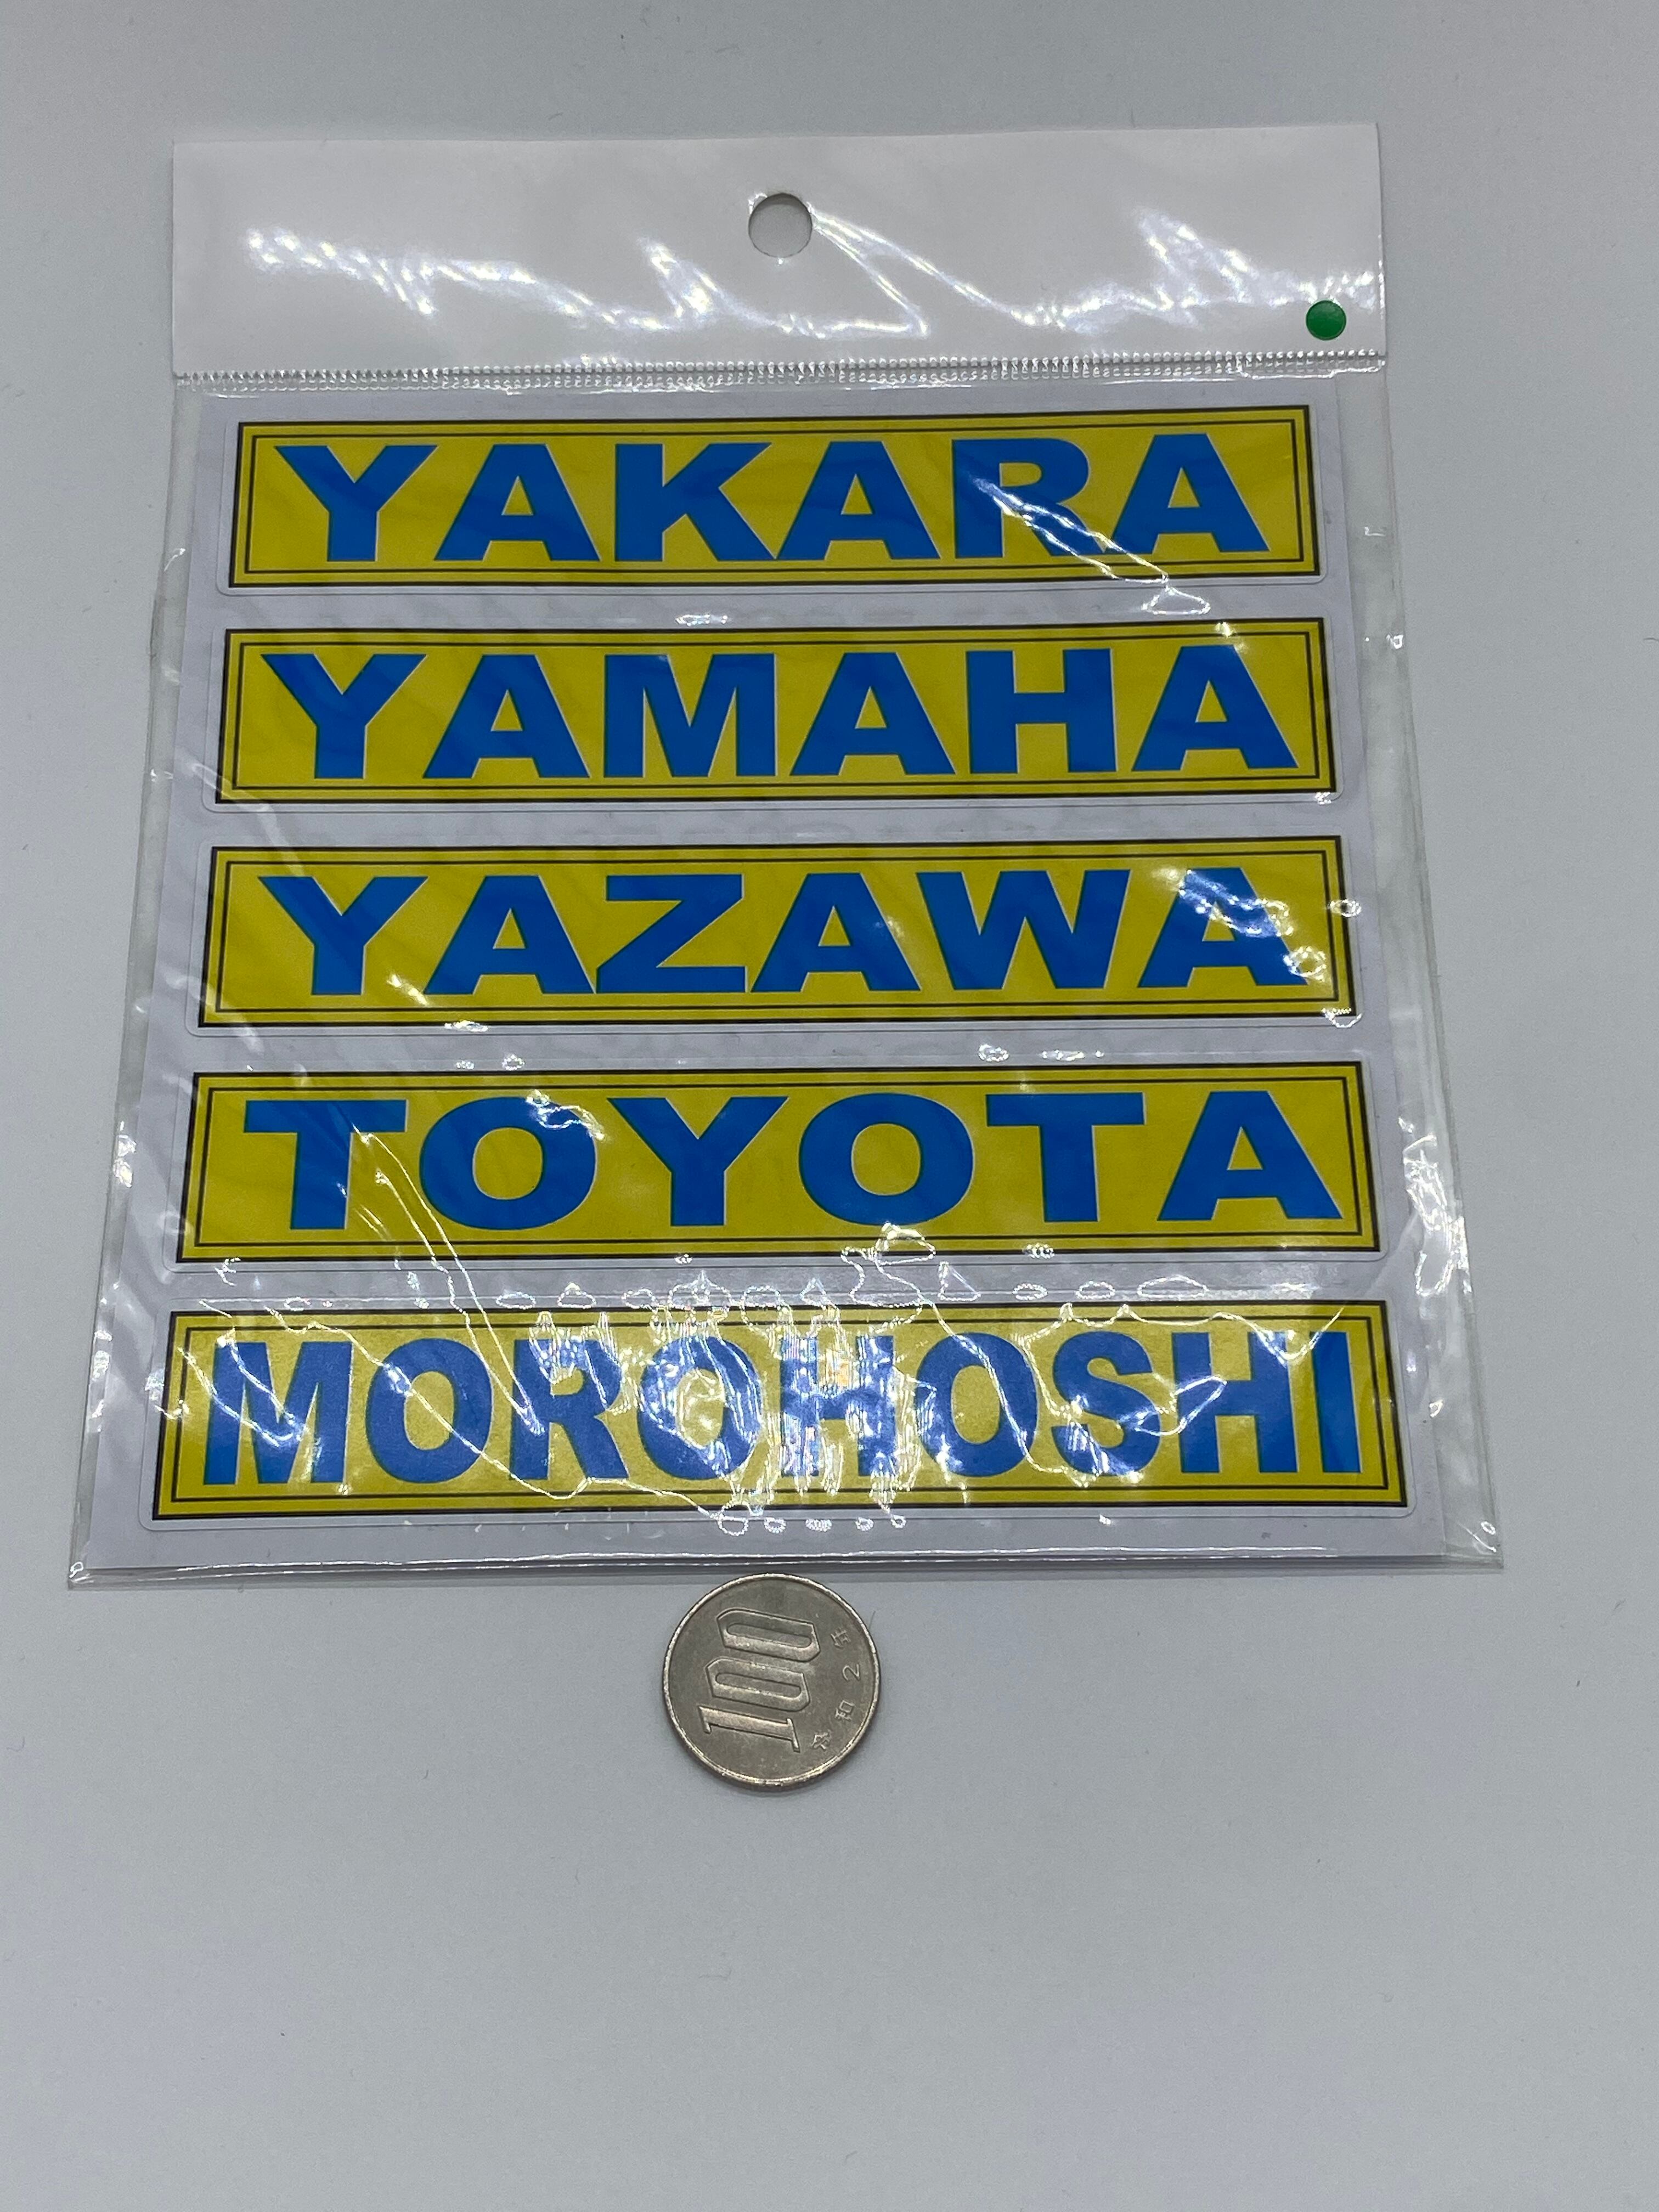 YAKARA
YAMAHA
YAZAWA
TOYOTA
MOROHOSHI
100
令和2年